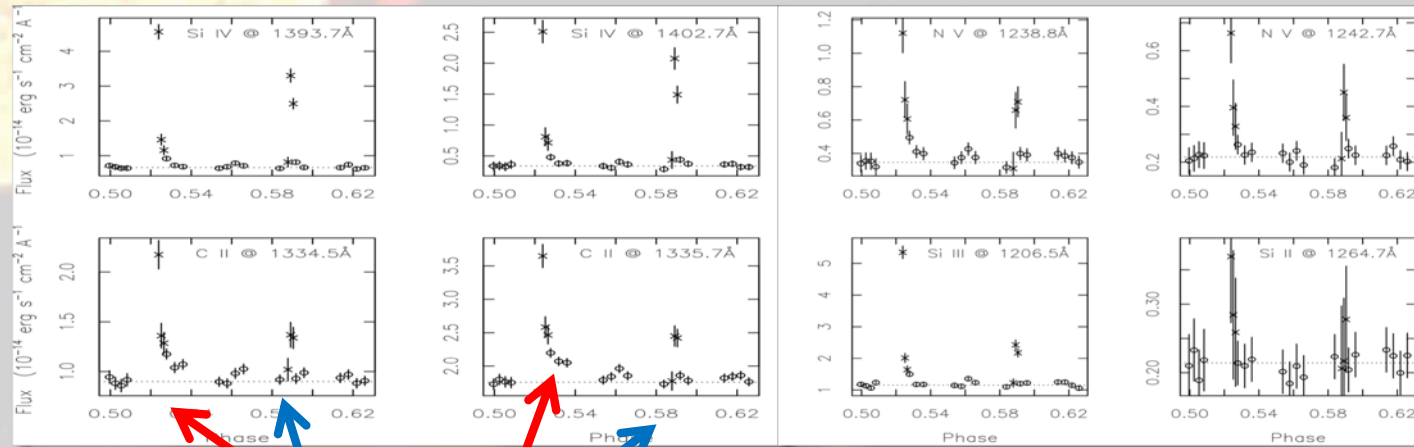 Flux (10⁻¹⁴ erg s⁻¹ cm⁻² A⁻¹
Si IV @ 1393.7Å
4
3
2
1
0.50 0.54 0.58 0.62
Si IV @ 1402.7Å
2.5
2.0
1.5
1.0
0.5
0.50 0.54 0.58 0.62
N V @ 1238.8Å
1.2
1.0
0.8
0.6
0.4
0.50 0.54 0.58 0.62
N V @ 1242.7Å
0.6
0.4
0.2
0.50 0.54 0.58 0.62
Flux (10⁻¹⁴ erg s⁻¹ cm⁻² A⁻¹
C II @ 1334.5Å
2.0
1.5
1.0
0.50 0.58 0.62
Phase
C II @ 1335.7Å
3.5
3.0
2.5
2.0
0.50 0.54 0.58 0.62
Phase
Si III @ 1206.5Å
5
4
3
2
1
0.50 0.54 0.58 0.62
Phase
Si II @ 1264.7Å
0.30
0.20
0.50 0.54 0.58 0.62
Phase